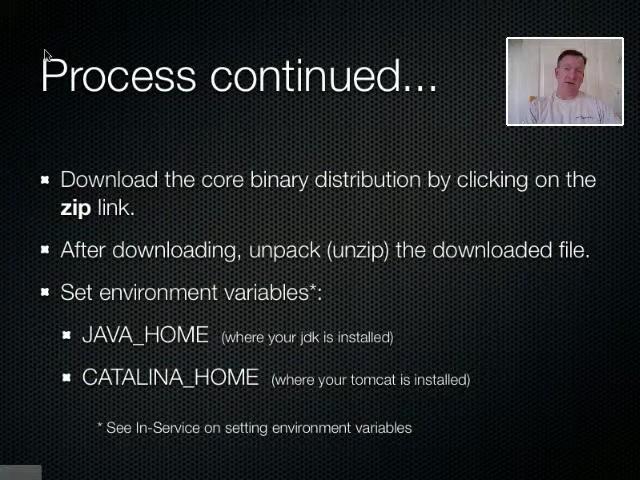 Process continued...
Download the core binary distribution by clicking on the
zip link.
After downloading, unpack (unzip) the downloaded file.
Set environment variables*:
JAVA_HOME (where your jdk is installed)
CATALINA_HOME (where your tomcat is installed)
* See In-Service on setting environment variables